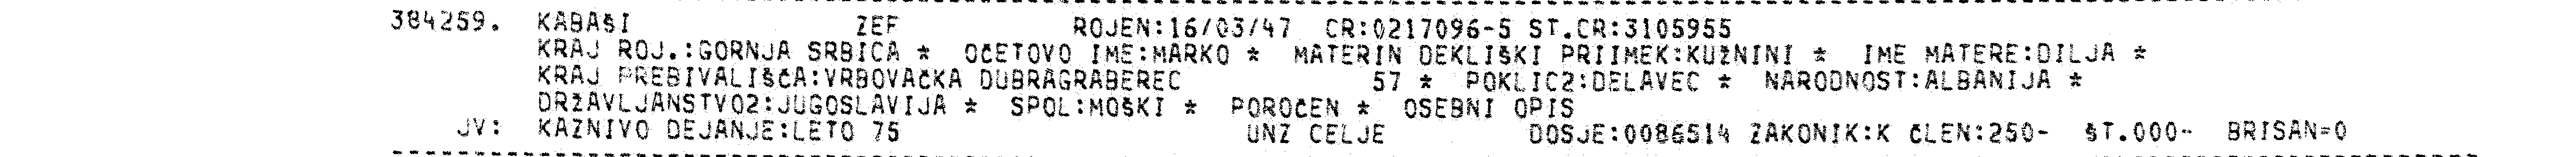 384259. KABAŠI ZEF ROJEN:16/03/47 CR:0217096-5 ST.CR:3105955
KRAJ ROJ.:GORNJA SRBICA * OČETOVO IME:MARKO * MATERIN DEKLIŠKI PRIIMEK:KUŽNINI * IME MATERE:DILJA *
KRAJ PREBIVALIŠČA:VRBOVAČKA DUBRAGRABEREC 57 * POKLIC2:DELAVEC * NARODNOST:ALBANIJA *
DRŽAVLJANSTVO2:JUGOSLAVIJA * SPOL:MOŠKI * POROČEN * OSEBNI OPIS
JV: KAZNIVO DEJANJE:LETO 75 UNZ CELJE DOSJE:0086514 ZAKONIK:K ČLEN:250- ŠT.000- BRISAN=0